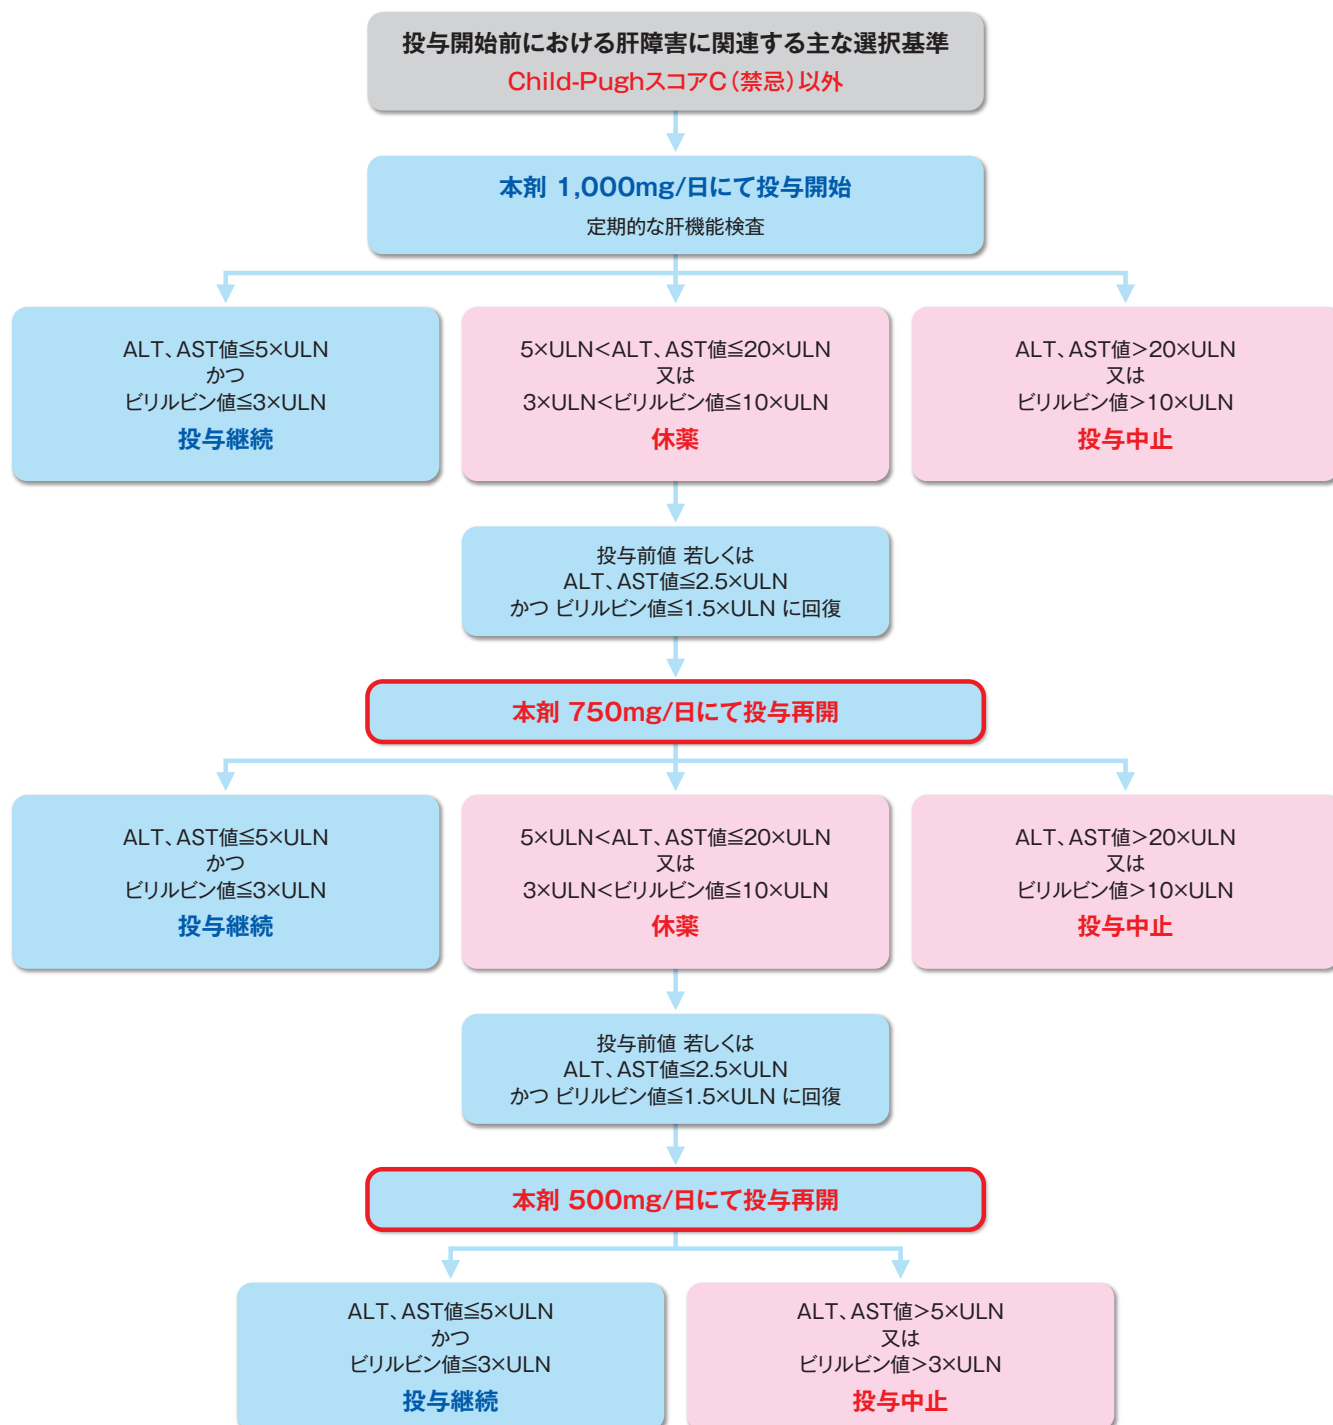 投与開始前における肝障害に関連する主な選択基準
Child-PughスコアC（禁忌）以外
本剤 1,000mg/日にて投与開始
定期的な肝機能検査
ALT、AST値≦5×ULN
かつ
ビリルビン値≦3×ULN
投与継続
5×ULN＜ALT、AST値≦20×ULN
又は
3×ULN＜ビリルビン値≦10×ULN
休薬
ALT、AST値＞20×ULN
又は
ビリルビン値＞10×ULN
投与中止
投与前値 若しくは
ALT、AST値≦2.5×ULN
かつ ビリルビン値≦1.5×ULN に回復
本剤 750mg/日にて投与再開
ALT、AST値≦5×ULN
かつ
ビリルビン値≦3×ULN
投与継続
5×ULN＜ALT、AST値≦20×ULN
又は
3×ULN＜ビリルビン値≦10×ULN
休薬
ALT、AST値＞20×ULN
又は
ビリルビン値＞10×ULN
投与中止
投与前値 若しくは
ALT、AST値≦2.5×ULN
かつ ビリルビン値≦1.5×ULN に回復
本剤 500mg/日にて投与再開
ALT、AST値≦5×ULN
かつ
ビリルビン値≦3×ULN
投与継続
ALT、AST値＞5×ULN
又は
ビリルビン値＞3×ULN
投与中止